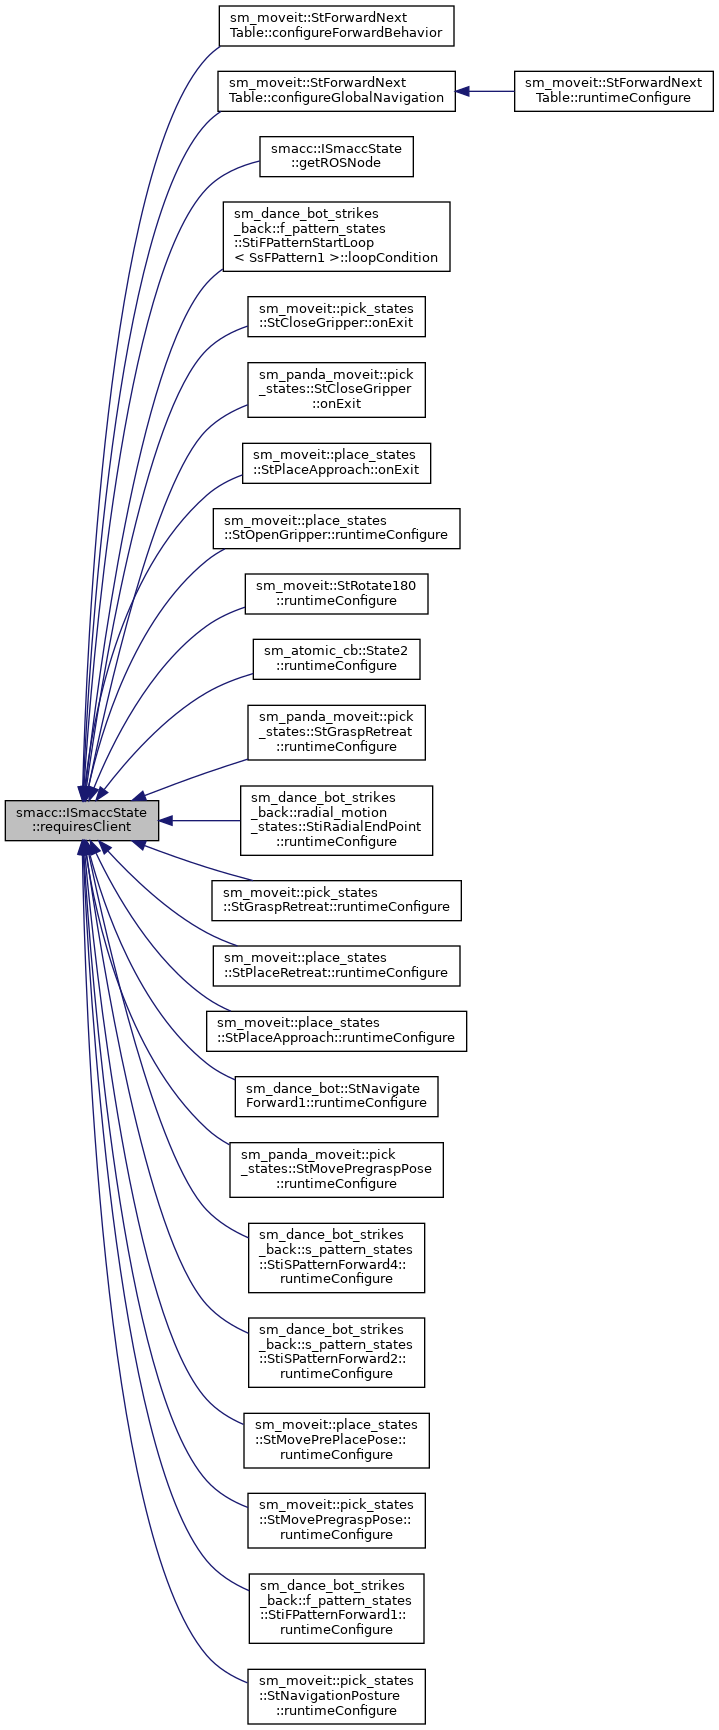 sm_moveit::StForwardNext
Table::configureForwardBehavior
sm_moveit::StForwardNext
Table::configureGlobalNavigation
sm_moveit::StForwardNext
Table::runtimeConfigure
smacc::ISmaccState
::getROSNode
sm_dance_bot_strikes
_back::f_pattern_states
::StiFPatternStartLoop
< SsFPattern1 >::loopCondition
sm_moveit::pick_states
::StCloseGripper::onExit
sm_panda_moveit::pick
_states::StCloseGripper
::onExit
sm_moveit::place_states
::StPlaceApproach::onExit
sm_moveit::place_states
::StOpenGripper::runtimeConfigure
sm_moveit::StRotate180
::runtimeConfigure
sm_atomic_cb::State2
::runtimeConfigure
sm_panda_moveit::pick
_states::StGraspRetreat
::runtimeConfigure
smacc::ISmaccState
::requiresClient
sm_dance_bot_strikes
_back::radial_motion
_states::StiRadialEndPoint
::runtimeConfigure
sm_moveit::pick_states
::StGraspRetreat::runtimeConfigure
sm_moveit::place_states
::StPlaceRetreat::runtimeConfigure
sm_moveit::place_states
::StPlaceApproach::runtimeConfigure
sm_dance_bot::StNavigate
Forward1::runtimeConfigure
sm_panda_moveit::pick
_states::StMovePregraspPose
::runtimeConfigure
sm_dance_bot_strikes
_back::s_pattern_states
::StiSPatternForward4::
runtimeConfigure
sm_dance_bot_strikes
_back::s_pattern_states
::StiSPatternForward2::
runtimeConfigure
sm_moveit::place_states
::StMovePrePlacePose::
runtimeConfigure
sm_moveit::pick_states
::StMovePregraspPose::
runtimeConfigure
sm_dance_bot_strikes
_back::f_pattern_states
::StiFPatternForward1::
runtimeConfigure
sm_moveit::pick_states
::StNavigationPosture
::runtimeConfigure